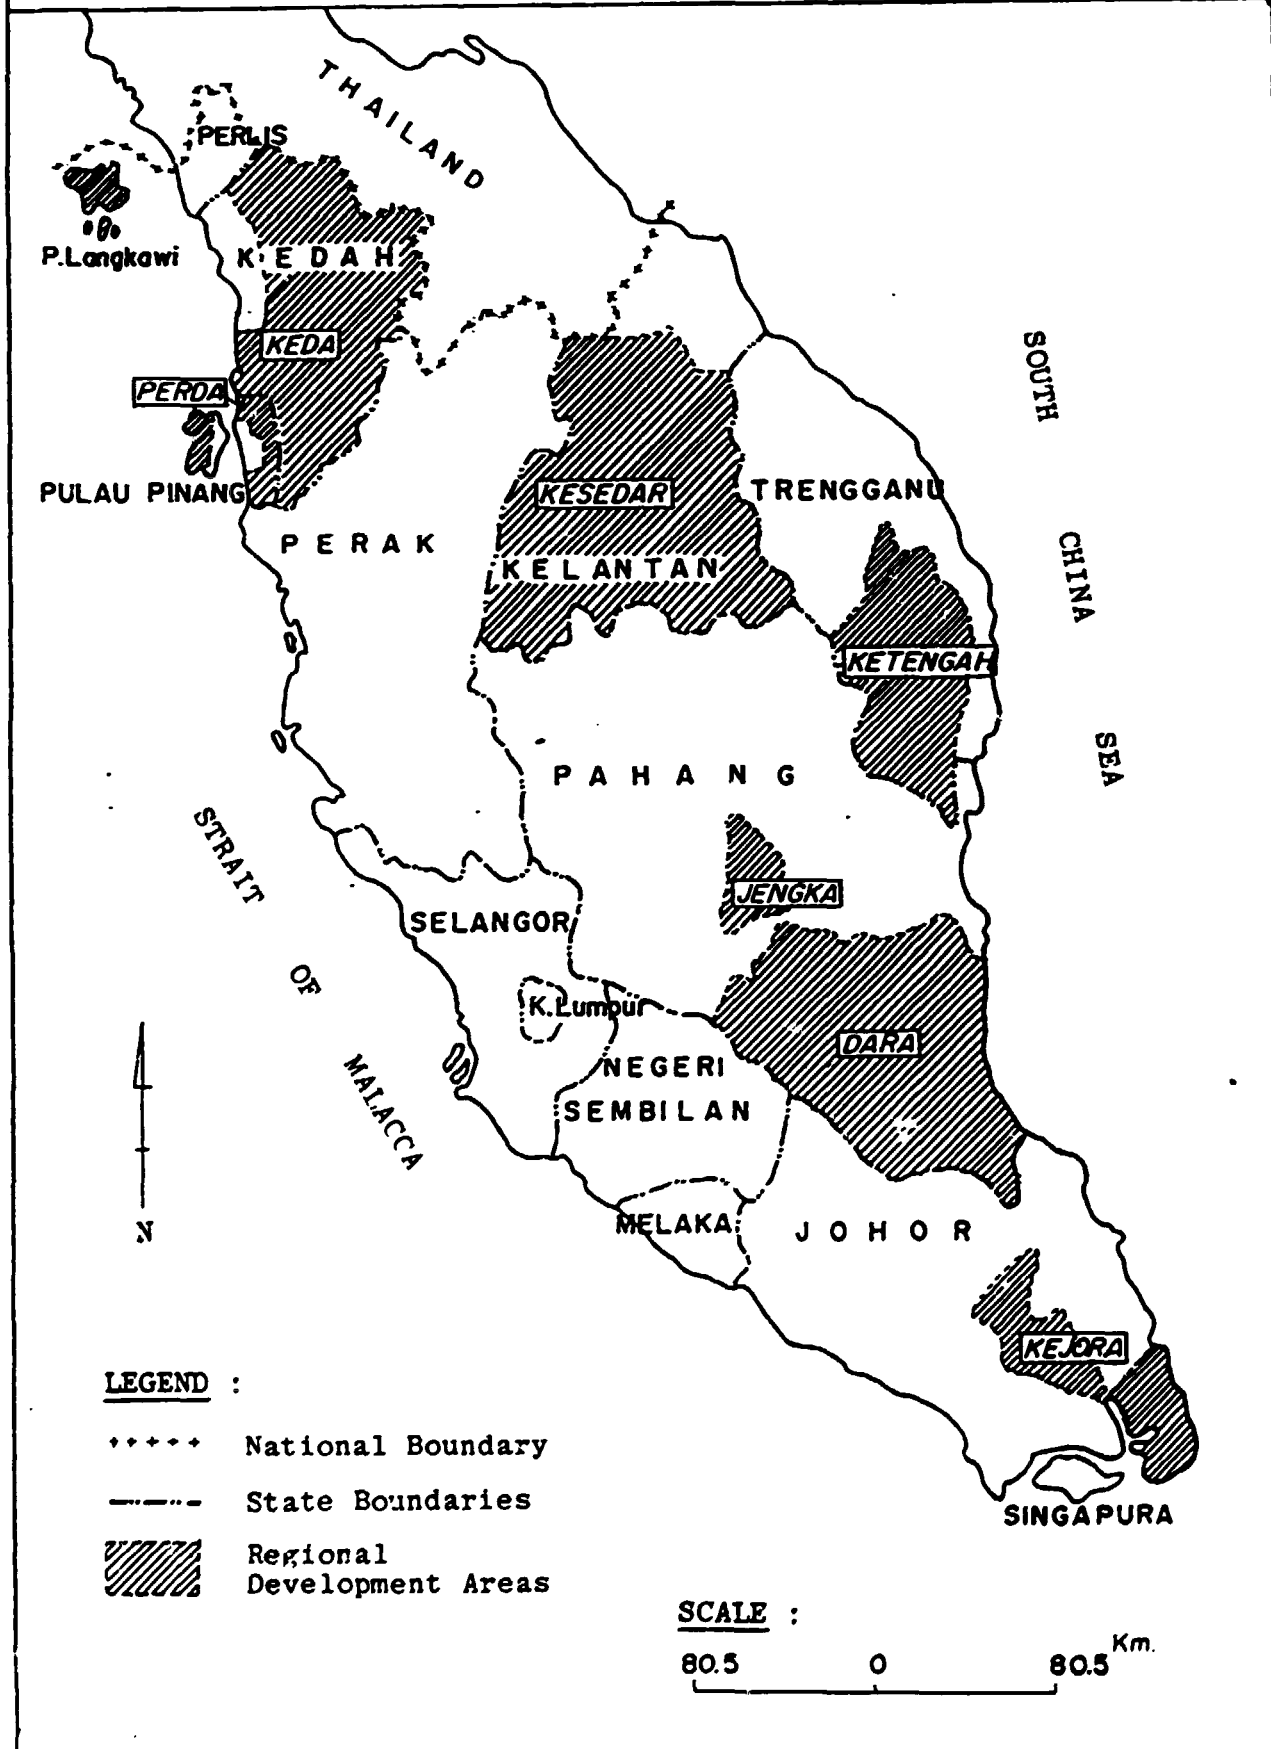 THAILAND
PERLIS
P.Langkawi
KEDAH
KEDA
PERDA
PULAU PINANG
SOUTH
CHINA
SEA
KESEDAR
TRENGGANU
PERAK
KELANTAN
KETENGAH
PAHANG
STRAIT
OF
MALACCA
JENGKA
SELANGOR
K.Lumpur
DARA
NEGERI
SEMBILAN
N
MELAKA
JOHOR
KEJORA
SINGAPURA
LEGEND :
National Boundary
State Boundaries
Regional
Development Areas
SCALE :
80.5 0 80.5 Km.